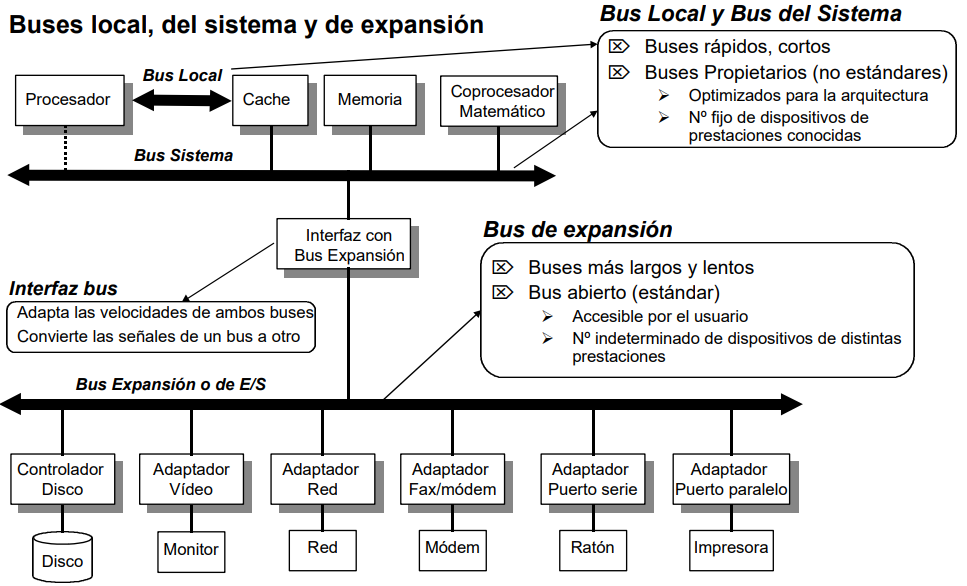 Buses local, del sistema y de expansión
Bus Local y Bus del Sistema
Buses rápidos, cortos
Buses Propietarios (no estándares)
Optimizados para la arquitectura
Nº fijo de dispositivos de
prestaciones conocidas
Bus Local
Procesador
Cache
Memoria
Coprocesador
Matemático
Bus Sistema
Interfaz con
Bus Expansión
Bus de expansión
Buses más largos y lentos
Bus abierto (estándar)
Accesible por el usuario
Nº indeterminado de dispositivos de distintas
prestaciones
Interfaz bus
Adapta las velocidades de ambos buses
Convierte las señales de un bus a otro
Bus Expansión o de E/S
Controlador
Disco
Adaptador
Vídeo
Adaptador
Red
Adaptador
Fax/módem
Adaptador
Puerto serie
Adaptador
Puerto paralelo
Disco
Monitor
Red
Módem
Ratón
Impresora